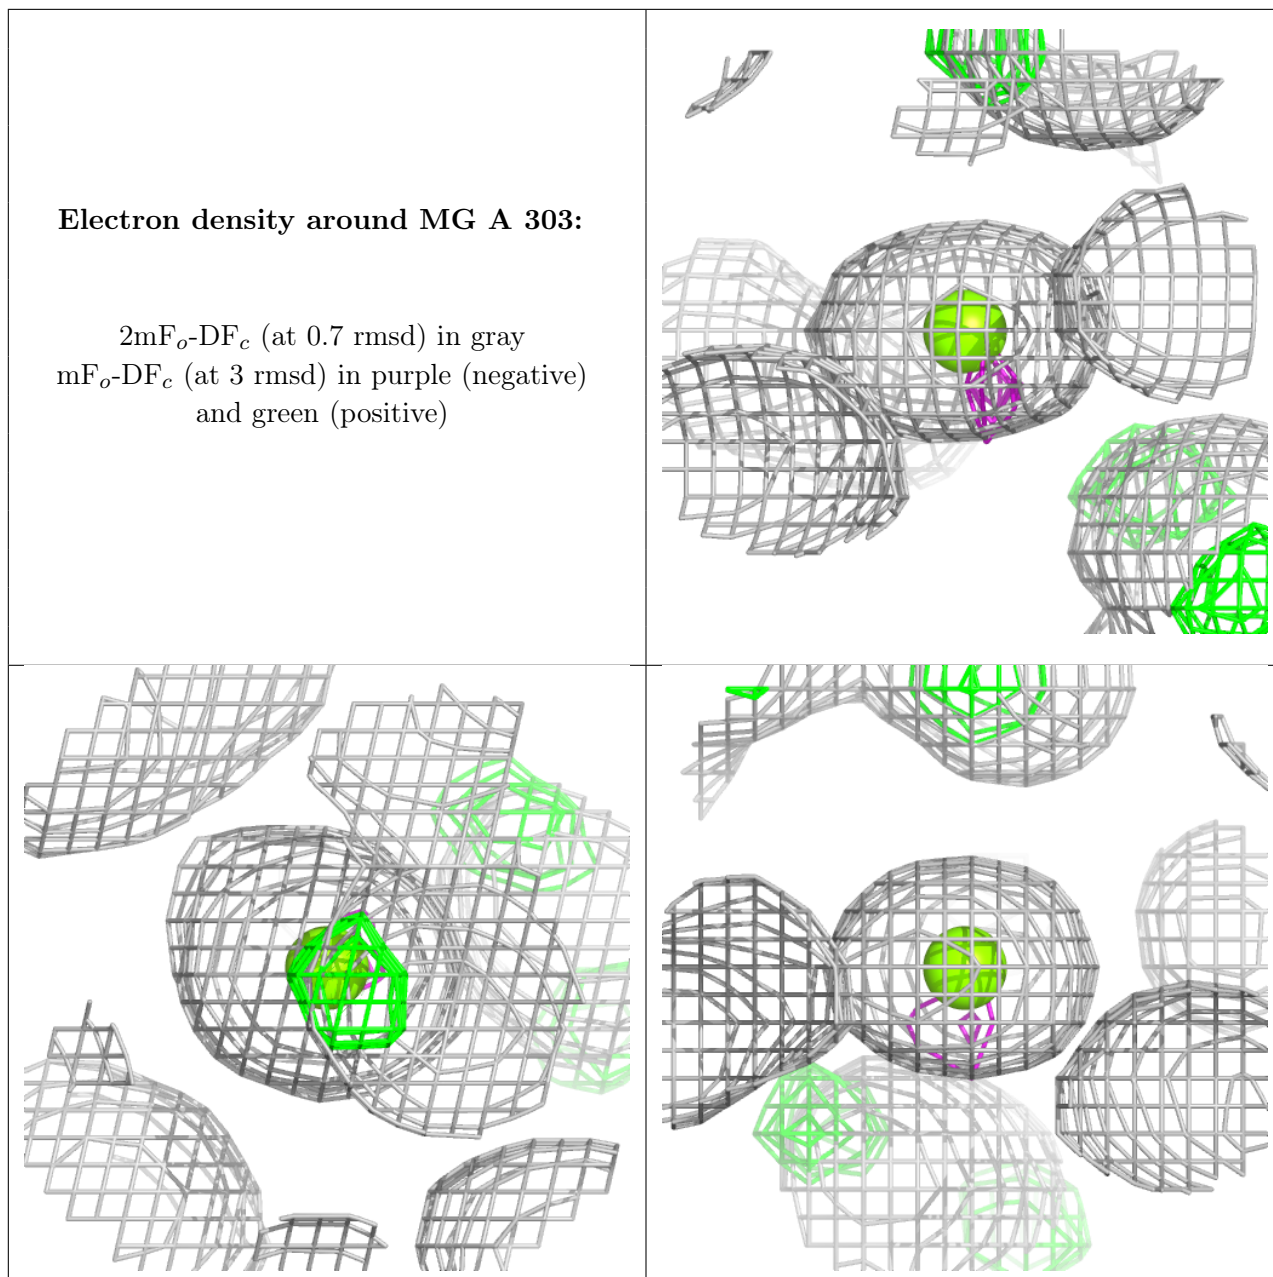 Electron density around MG A 303:
2mFo-DFc (at 0.7 rmsd) in gray
mFo-DFc (at 3 rmsd) in purple (negative)
and green (positive)